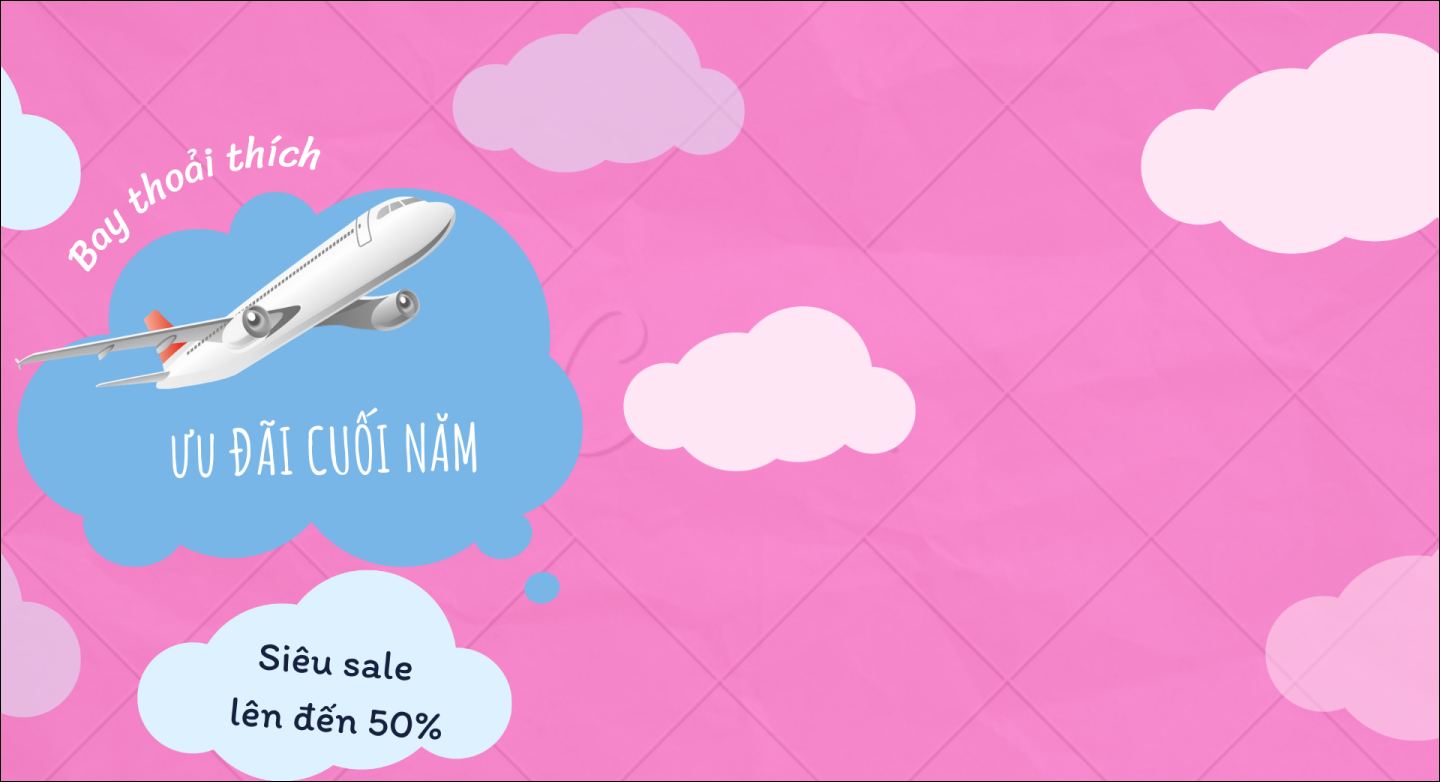 Bay thoải thích
ƯU ĐÃI CUỐI NĂM
Siêu sale
lên đến 50%